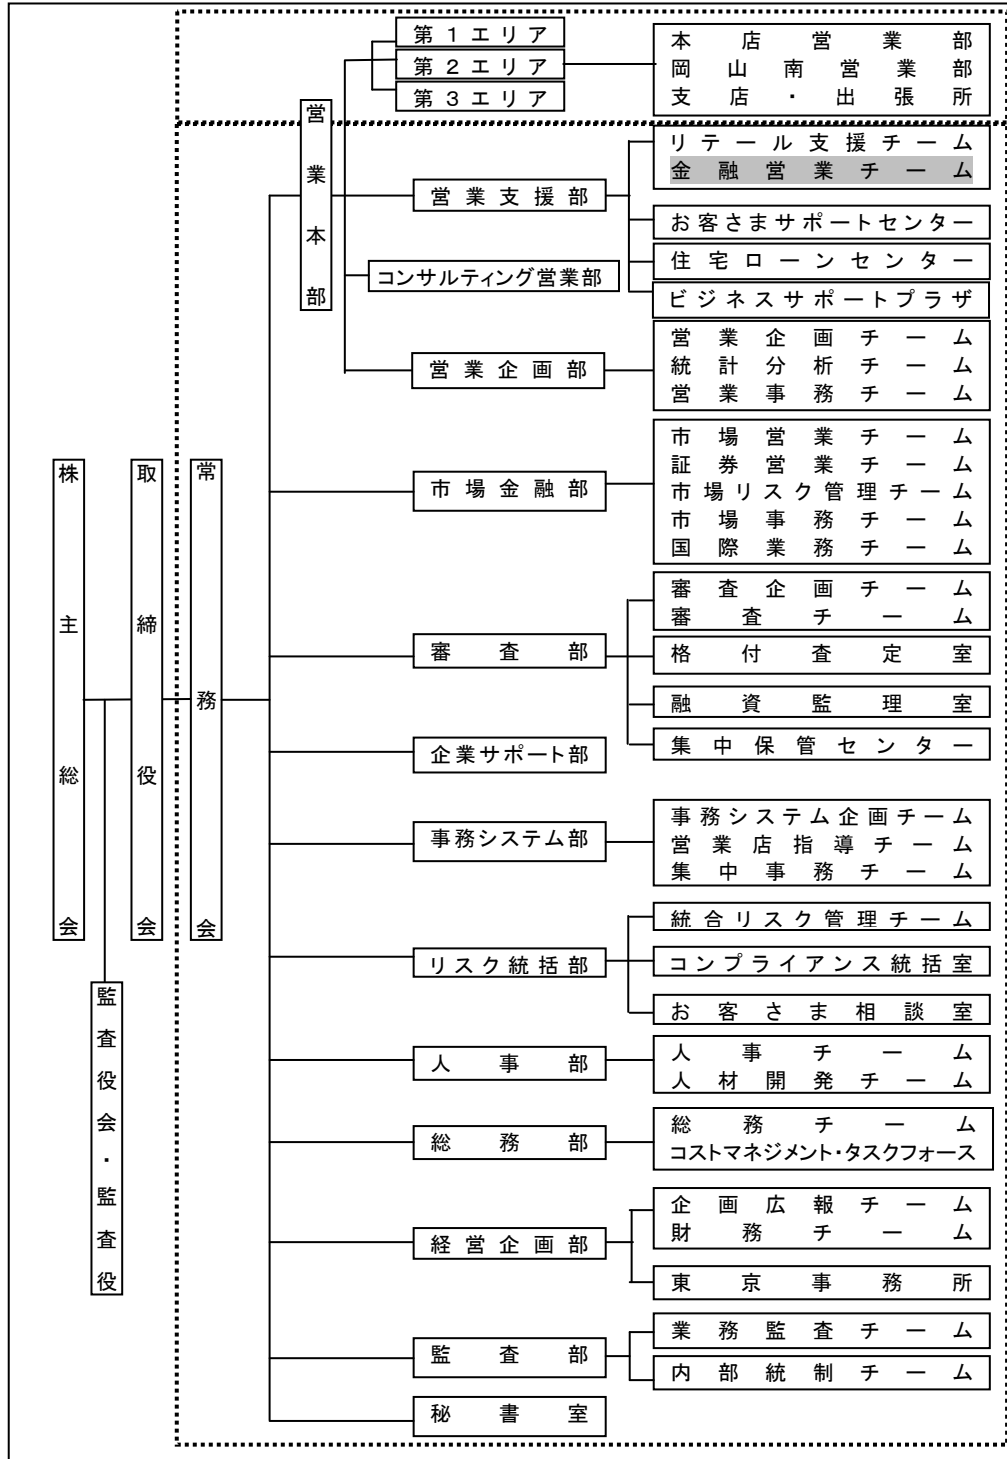 株主総会
取締役会
監査役会・監査役
常務会
営業本部
第１エリア
第２エリア
第３エリア
本店営業部
岡山南営業部
支店・出張所
営業支援部
リテール支援チーム
金融営業チーム
お客さまサポートセンター
住宅ローンセンター
ビジネスサポートプラザ
コンサルティング営業部
営業企画部
営業企画チーム
統計分析チーム
営業事務チーム
市場金融部
市場営業チーム
証券営業チーム
市場リスク管理チーム
市場事務チーム
国際業務チーム
審査部
審査企画チーム
審査チーム
格付査定室
融資監理室
集中保管センター
企業サポート部
事務システム部
事務システム企画チーム
営業店指導チーム
集中事務チーム
リスク統括部
統合リスク管理チーム
コンプライアンス統括室
お客さま相談室
人事部
人事チーム
人材開発チーム
総務部
総務チーム
コストマネジメント・タスクフォース
経営企画部
企画広報チーム
財務チーム
東京事務所
監査部
業務監査チーム
内部統制チーム
秘書室